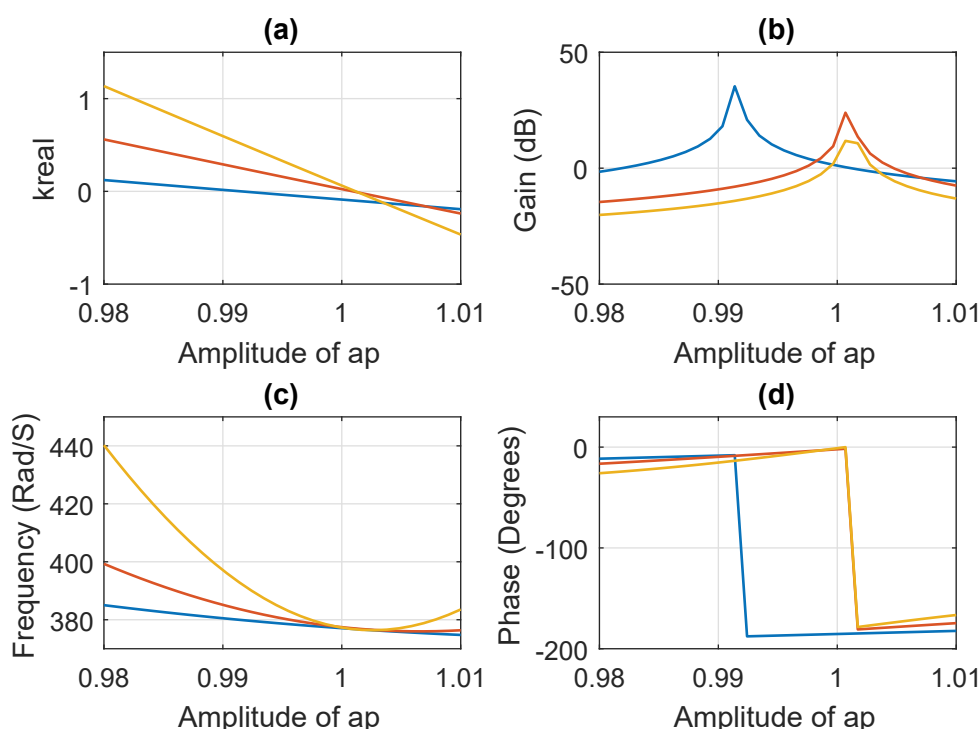 (a)
kreal
1
0
-1
0.98 0.99 1 1.01
Amplitude of ap
(b)
Gain (dB)
50
0
-50
0.98 0.99 1 1.01
Amplitude of ap
(c)
Frequency (Rad/S)
440
420
400
380
0.98 0.99 1 1.01
Amplitude of ap
(d)
Phase (Degrees)
0
-100
-200
0.98 0.99 1 1.01
Amplitude of ap